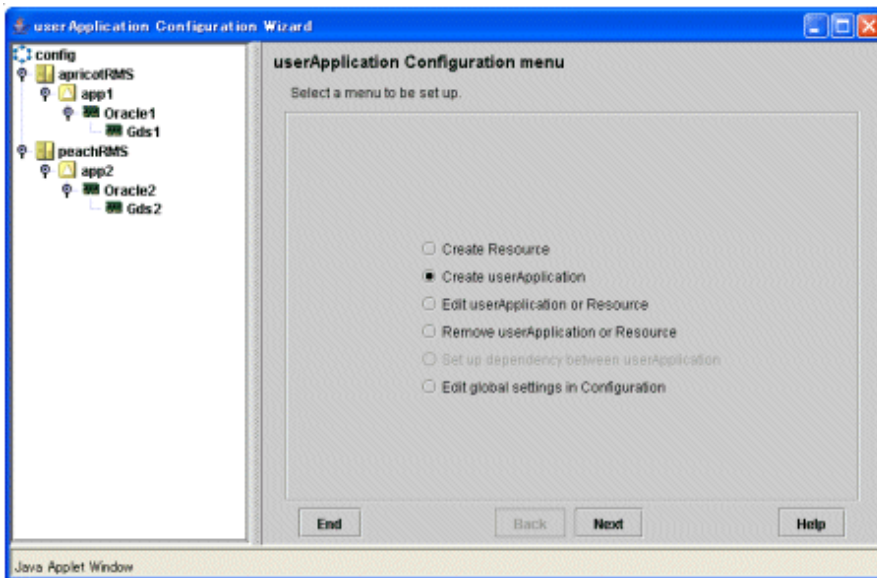 userApplication Configuration Wizard
config
apricotRMS
app1
Oracle1
Gds1
peachRMS
app2
Oracle2
Gds2
userApplication Configuration menu
Select a menu to be set up.
Create Resource
Create userApplication
Edit userApplication or Resource
Remove userApplication or Resource
Set up dependency between userApplication
Edit global settings in Configuration
End Back Next Help
Java Applet Window